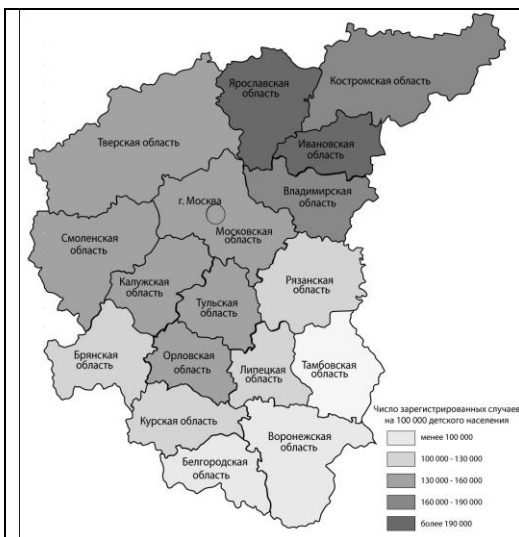 Ярославская
область
Костромская область
Тверская область
Ивановская
область
Владимирская
область
г. Москва
Московская
область
Смоленская
область
Калужская
область
Тульская
область
Рязанская
область
Брянская
область
Орловская
область
Липецкая
область
Тамбовская
область
Курская область
Воронежская
область
Белгородская
область
Число зарегистрированных случаев
на 100 000 детского населения
менее 100 000
100 000 - 130 000
130 000 - 160 000
160 000 - 190 000
более 190 000